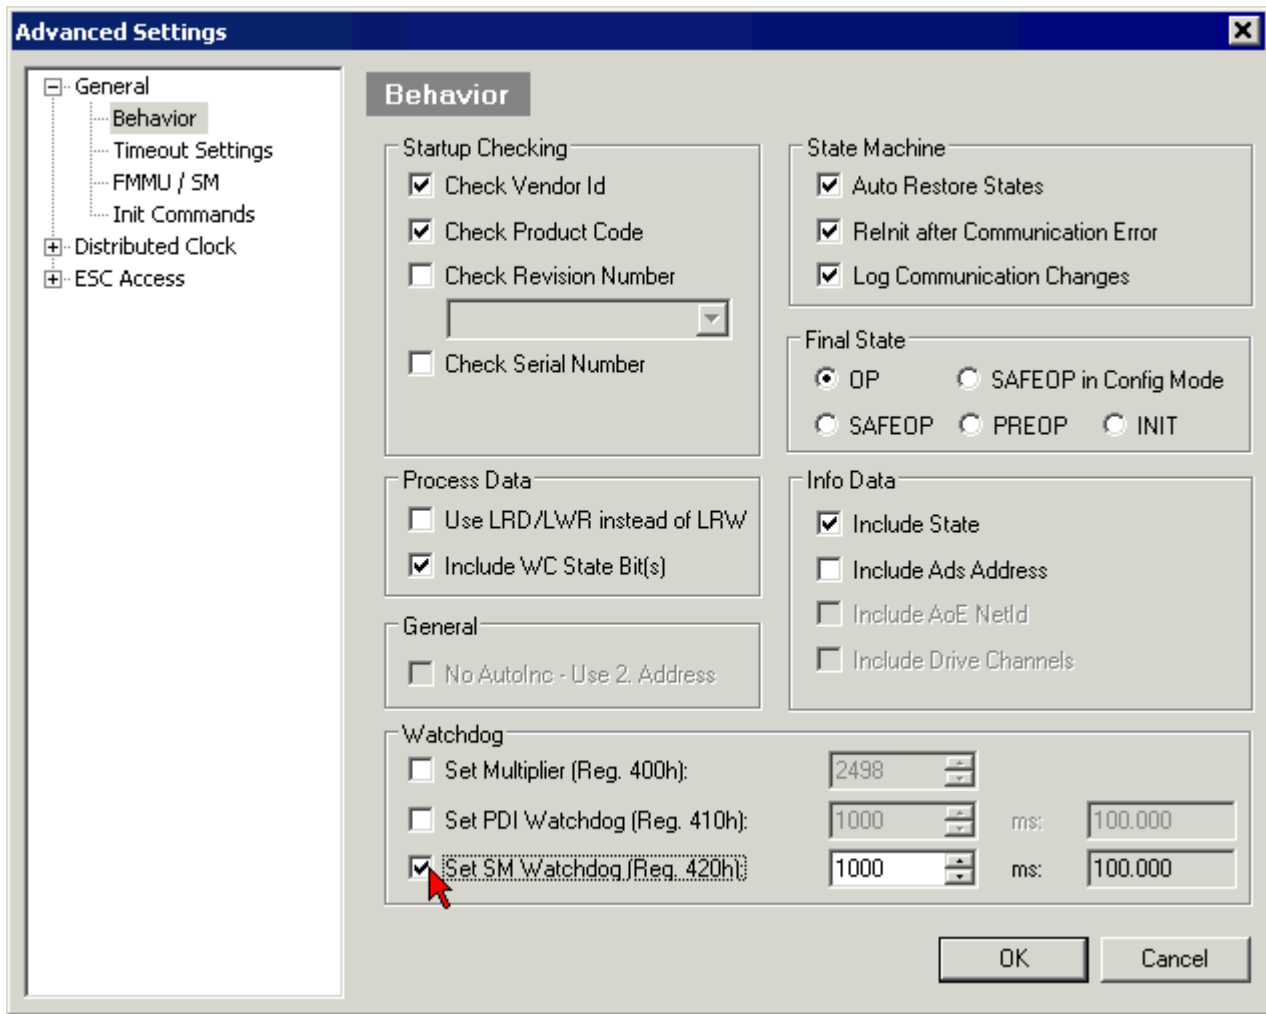 Advanced Settings
General
Behavior
Timeout Settings
FMMU / SM
Init Commands
Distributed Clock
ESC Access
Behavior
Startup Checking
Check Vendor Id
Check Product Code
Check Revision Number
Check Serial Number
State Machine
Auto Restore States
ReInit after Communication Error
Log Communication Changes
Final State
OP SAFEOP in Config Mode
SAFEOP PREOP INIT
Process Data
Use LRD/LWR instead of LRW
Include WC State Bit(s)
Info Data
Include State
Include Ads Address
Include AoE NetId
Include Drive Channels
General
No AutoInc - Use 2. Address
Watchdog
Set Multiplier (Reg. 400h): 2498
Set PDI Watchdog (Reg. 410h): 1000 ms: 100.000
Set SM Watchdog (Reg. 420h): 1000 ms: 100.000
OK Cancel